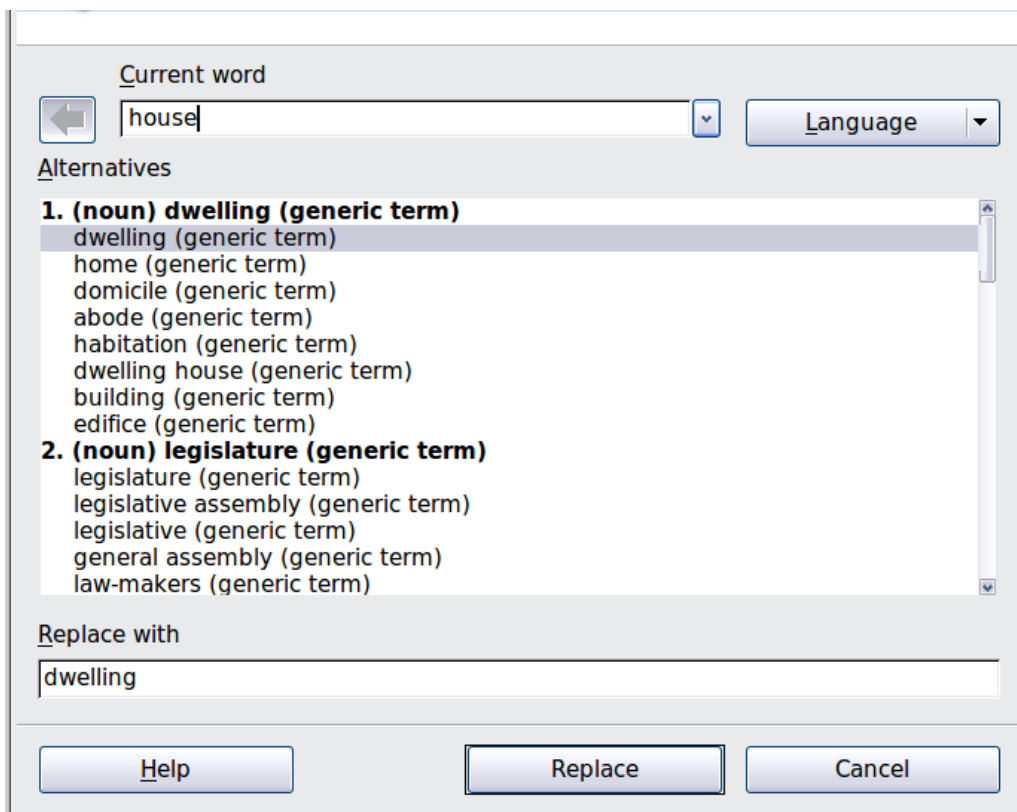 Current word
house
Language
Alternatives
1. (noun) dwelling (generic term)
dwelling (generic term)
home (generic term)
domicile (generic term)
abode (generic term)
habitation (generic term)
dwelling house (generic term)
building (generic term)
edifice (generic term)
2. (noun) legislature (generic term)
legislature (generic term)
legislative assembly (generic term)
legislative (generic term)
general assembly (generic term)
law-makers (generic term)
Replace with
dwelling
Help Replace Cancel